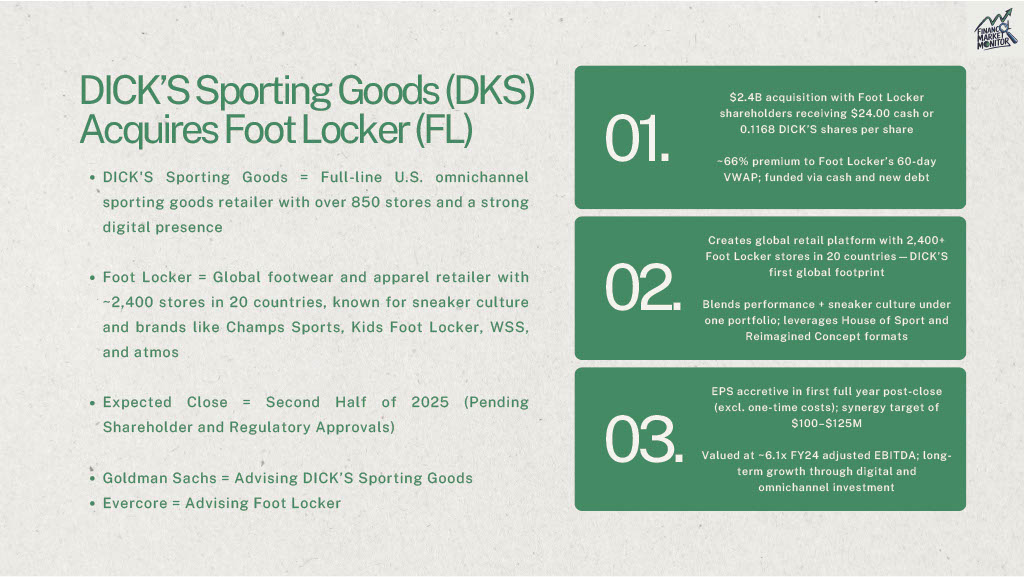 FINANCIAL
MARKET
MONITOR
DICK'S Sporting Goods (DKS)
Acquires Foot Locker (FL)
• DICK'S Sporting Goods = Full-line U.S. omnichannel
sporting goods retailer with over 850 stores and a strong
digital presence
• Foot Locker = Global footwear and apparel retailer with
~2,400 stores in 20 countries, known for sneaker culture
and brands like Champs Sports, Kids Foot Locker, WSS,
and atmos
• Expected Close = Second Half of 2025 (Pending
Shareholder and Regulatory Approvals)
• Goldman Sachs = Advising DICK'S Sporting Goods
• Evercore = Advising Foot Locker
01.
$2.4B acquisition with Foot Locker
shareholders receiving $24.00 cash or
0.1168 DICK'S shares per share
~66% premium to Foot Locker's 60-day
VWAP; funded via cash and new debt
02.
Creates global retail platform with 2,400+
Foot Locker stores in 20 countries—DICK'S
first global footprint
Blends performance + sneaker culture under
one portfolio; leverages House of Sport and
Reimagined Concept formats
03.
EPS accretive in first full year post-close
(excl. one-time costs); synergy target of
$100–$125M
Valued at ~6.1x FY24 adjusted EBITDA; long-
term growth through digital and
omnichannel investment